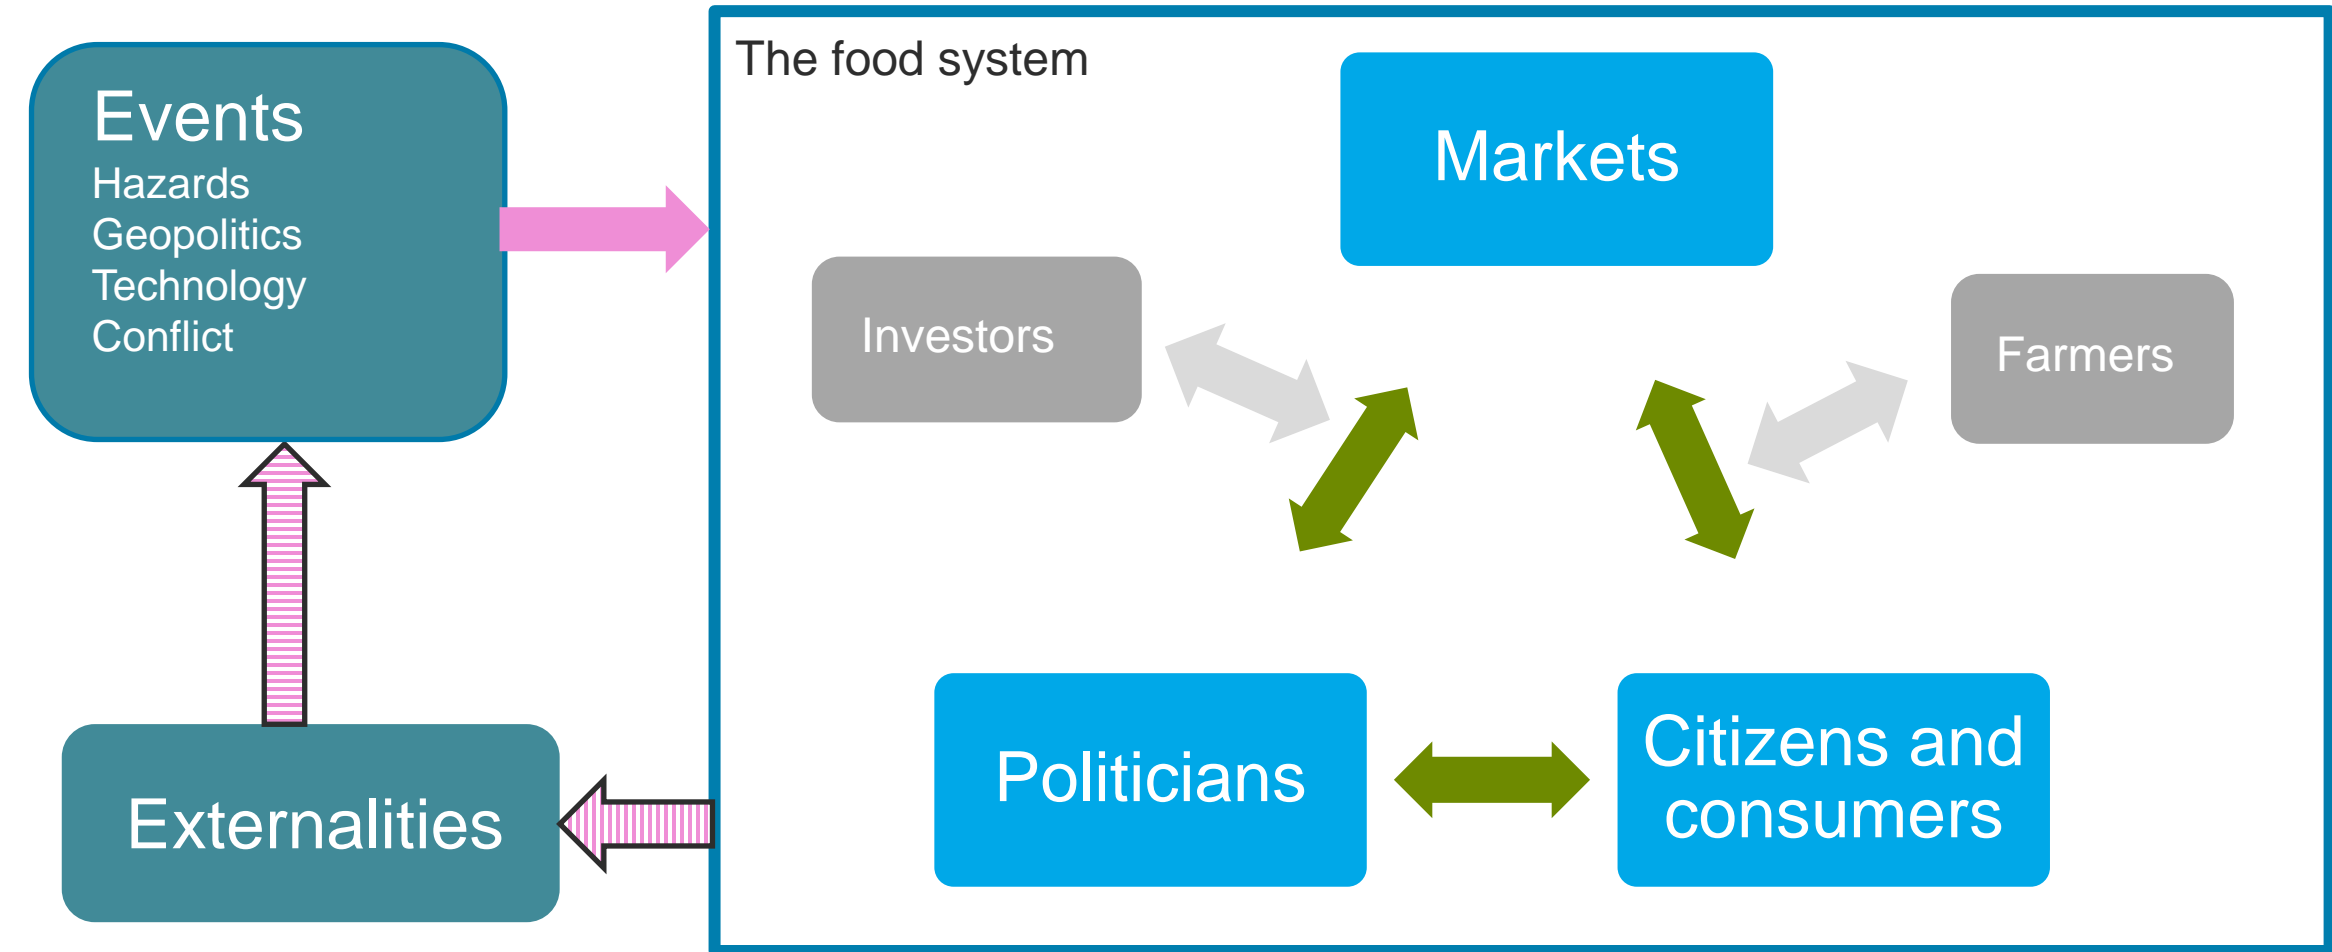 Events
Hazards
Geopolitics
Technology
Conflict
Externalities
The food system
Markets
Investors
Farmers
Politicians
Citizens and
consumers